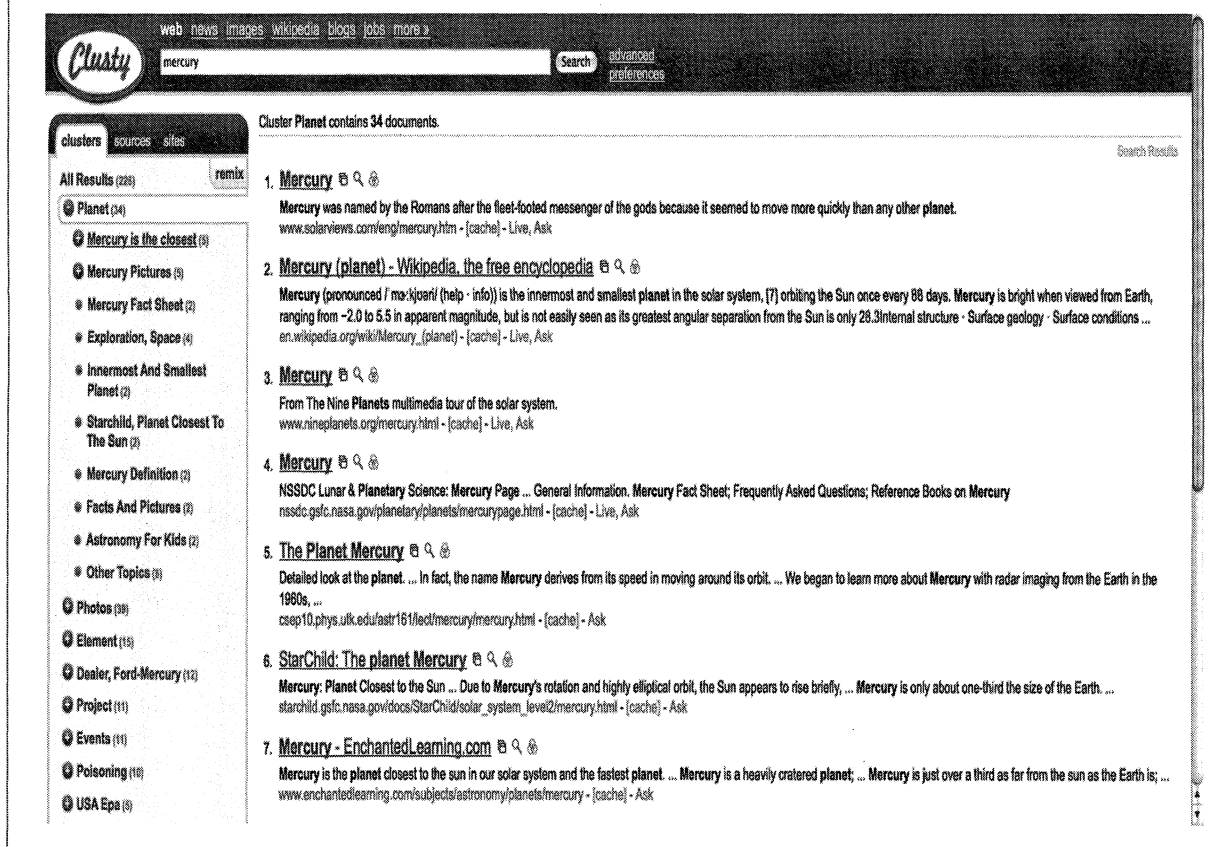 web news images wikipedia blogs jobs more »
Clusty
mercury
Search
advanced
preferences
clusters sources sites
remix
All Results (226)
Planet (34)
Mercury is the closest (5)
Mercury Pictures (5)
Mercury Fact Sheet (2)
Exploration, Space (4)
Innermost And Smallest
Planet (2)
Starchild, Planet Closest To
The Sun (2)
Mercury Definition (2)
Facts And Pictures (2)
Astronomy For Kids (2)
Other Topics (5)
Photos (38)
Element (15)
Dealer, Ford-Mercury (12)
Project (11)
Events (11)
Poisoning (10)
USA Epa (8)
Cluster Planet contains 34 documents.
Search Results
1. Mercury
Mercury was named by the Romans after the fleet-footed messenger of the gods because it seemed to move more quickly than any other planet.
www.solarviews.com/eng/mercury.htm - [cache] - Live, Ask
2. Mercury (planet) - Wikipedia, the free encyclopedia
Mercury (pronounced /ˈmɜːkjʊəri/ (help · info)) is the innermost and smallest planet in the solar system, [7] orbiting the Sun once every 88 days. Mercury is bright when viewed from Earth,
ranging from −2.0 to 5.5 in apparent magnitude, but is not easily seen as its greatest angular separation from the Sun is only 28.3Internal structure · Surface geology · Surface conditions ...
en.wikipedia.org/wiki/Mercury_(planet) - [cache] - Live, Ask
3. Mercury
From The Nine Planets multimedia tour of the solar system.
www.nineplanets.org/mercury.html - [cache] - Live, Ask
4. Mercury
NSSDC Lunar & Planetary Science: Mercury Page ... General Information. Mercury Fact Sheet; Frequently Asked Questions; Reference Books on Mercury
nssdc.gsfc.nasa.gov/planetary/planets/mercurypage.html - [cache] - Live, Ask
5. The Planet Mercury
Detailed look at the planet. ... In fact, the name Mercury derives from its speed in moving around its orbit. ... We began to learn more about Mercury with radar imaging from the Earth in the
1960s, ...
csep10.phys.utk.edu/astr161/lect/mercury/mercury.html - [cache] - Ask
6. StarChild: The planet Mercury
Mercury: Planet Closest to the Sun ... Due to Mercury's rotation and highly elliptical orbit, the Sun appears to rise briefly, ... Mercury is only about one-third the size of the Earth. ...
starchild.gsfc.nasa.gov/docs/StarChild/solar_system_level2/mercury.html - [cache] - Ask
7. Mercury - EnchantedLearning.com
Mercury is the planet closest to the sun in our solar system and the fastest planet. ... Mercury is a heavily cratered planet; ... Mercury is just over a third as far from the sun as the Earth is; ...
www.enchantedlearning.com/subjects/astronomy/planets/mercury - [cache] - Ask